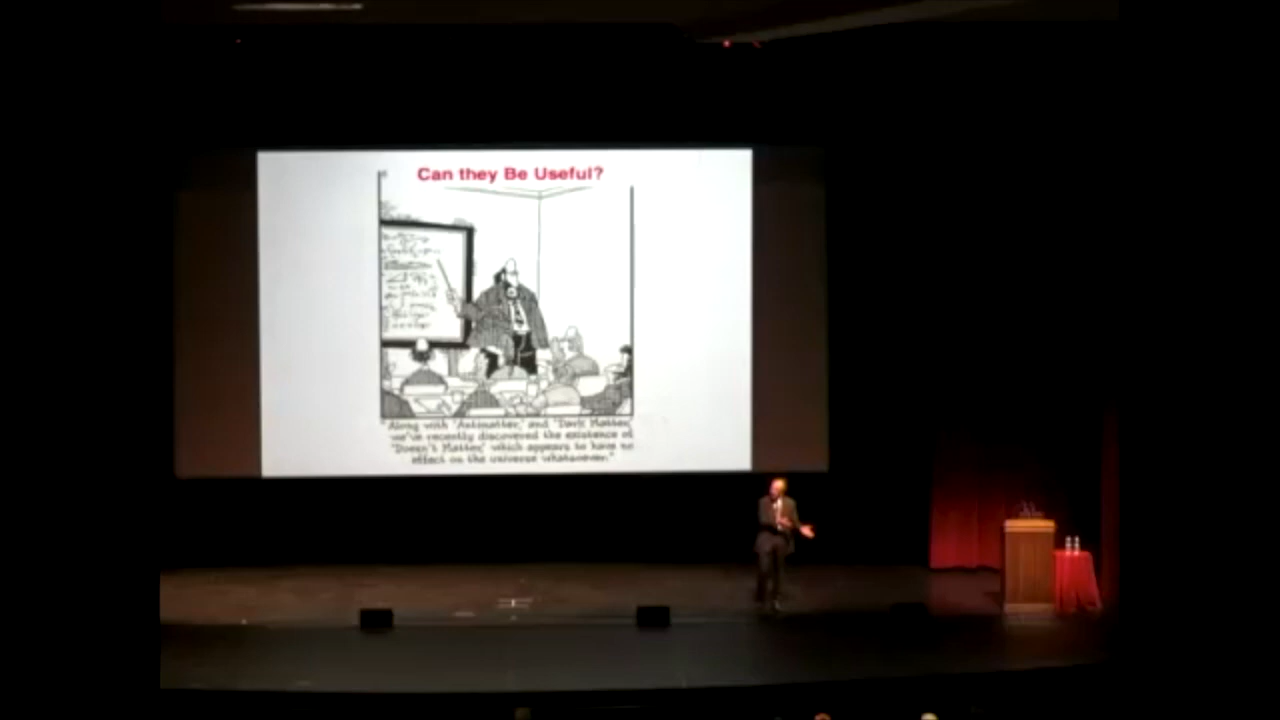 Can they Be Useful?
"Along with 'Antimatter,' and 'Dark Matter,'
we've recently discovered the existence of
'Doesn't Matter,' which appears to have no
effect on the universe whatsoever."